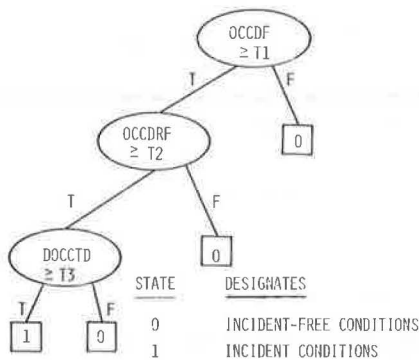 OCCDF
≥ T1
T F
OCCDRF
≥ T2
0
T F
DOCCTD
≥ T3
0
T F
1 0
STATE DESIGNATES
0 INCIDENT-FREE CONDITIONS
1 INCIDENT CONDITIONS